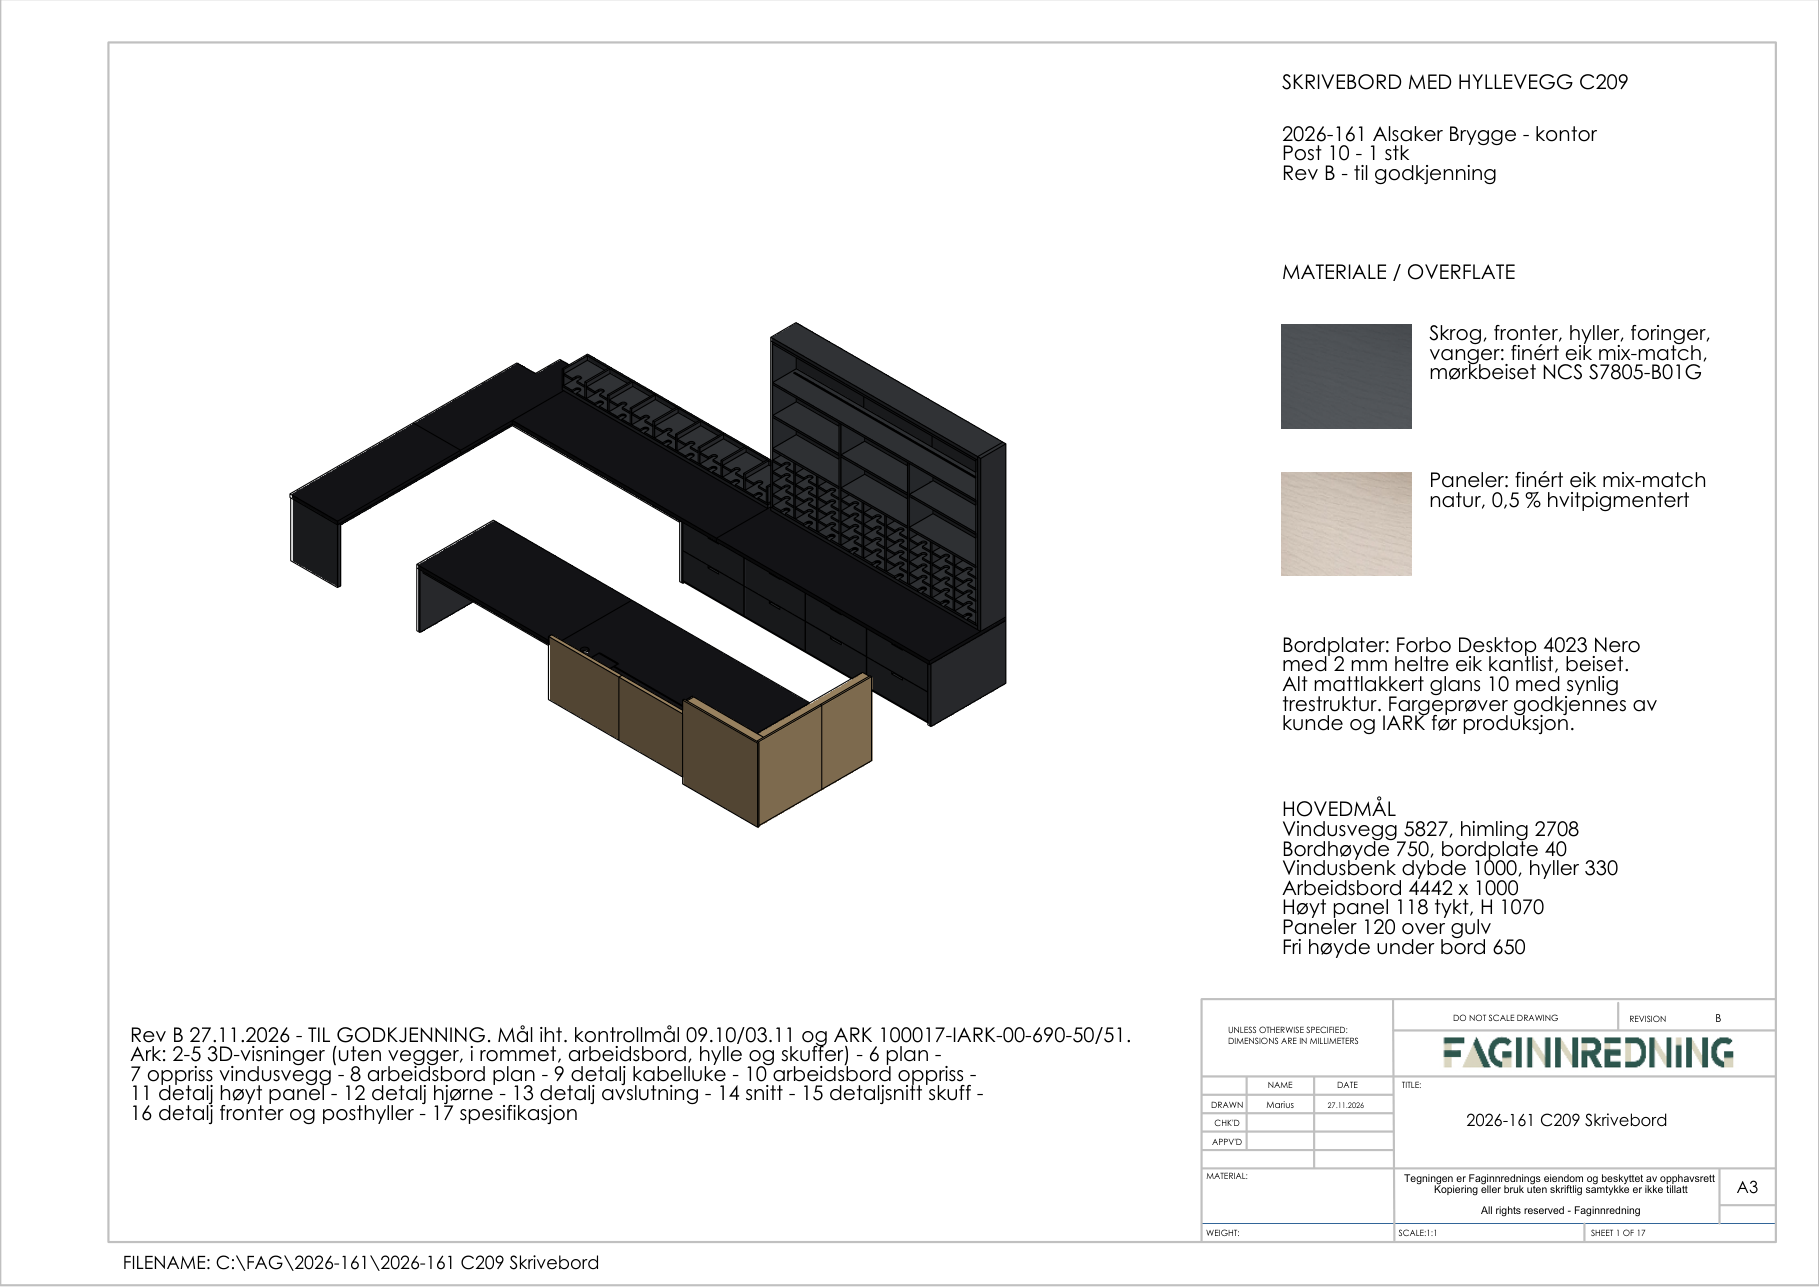 SKRIVEBORD MED HYLLEVEGG C209
2026-161 Alsaker Brygge - kontor
Post 10 - 1 stk
Rev B - til godkjenning
MATERIALE / OVERFLATE
Skrog, fronter, hyller, foringer,
vanger: finért eik mix-match,
mørkbeiset NCS S7805-B01G
Paneler: finért eik mix-match
natur, 0,5 % hvitpigmentert
Bordplater: Forbo Desktop 4023 Nero
med 2 mm heltre eik kantlist, beiset.
Alt mattlakkert glans 10 med synlig
trestruktur. Fargeprøver godkjennes av
kunde og IARK før produksjon.
HOVEDMÅL
Vindusvegg 5827, himling 2708
Bordhøyde 750, bordplate 40
Vindusbenk dybde 1000, hyller 330
Arbeidsbord 4442 x 1000
Høyt panel 118 tykt, H 1070
Paneler 120 over gulv
Fri høyde under bord 650
Rev B 27.11.2026 - TIL GODKJENNING. Mål iht. kontrollmål 09.10/03.11 og ARK 100017-IARK-00-690-50/51.
Ark: 2-5 3D-visninger (uten vegger, i rommet, arbeidsbord, hylle og skuffer) - 6 plan -
7 oppriss vindusvegg - 8 arbeidsbord plan - 9 detalj kabelluke - 10 arbeidsbord oppriss -
11 detalj høyt panel - 12 detalj hjørne - 13 detalj avslutning - 14 snitt - 15 detaljsnitt skuff -
16 detalj fronter og posthyller - 17 spesifikasjon
UNLESS OTHERWISE SPECIFIED:
DIMENSIONS ARE IN MILLIMETERS
DO NOT SCALE DRAWING
REVISION B
FAGINNREDNING
NAME DATE
DRAWN Marius 27.11.2026
CHK'D
APPV'D
TITLE:
2026-161 C209 Skrivebord
MATERIAL:
Tegningen er Faginnrednings eiendom og beskyttet av opphavsrett
Kopiering eller bruk uten skriftlig samtykke er ikke tillatt
All rights reserved - Faginnredning
A3
WEIGHT:
SCALE:1:1
SHEET 1 OF 17
FILENAME: C:\FAG\2026-161\2026-161 C209 Skrivebord